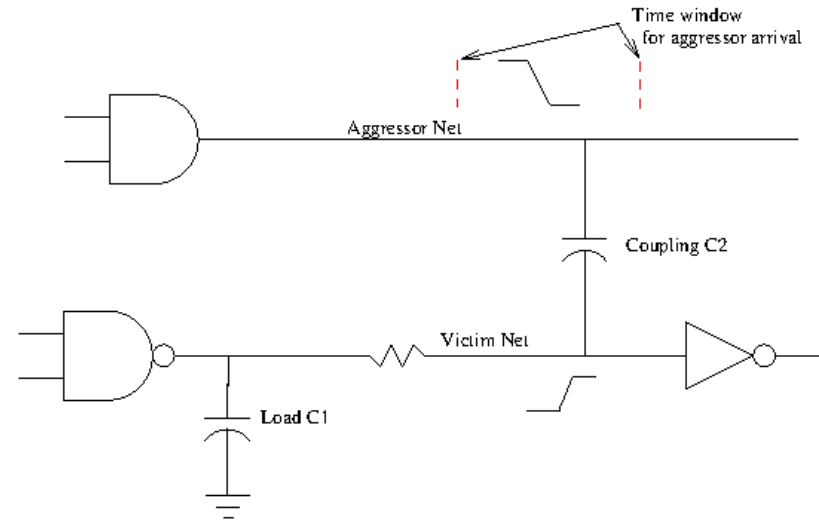 Time window
for aggressor arrival
Aggressor Net
Coupling C2
Victim Net
Load C1